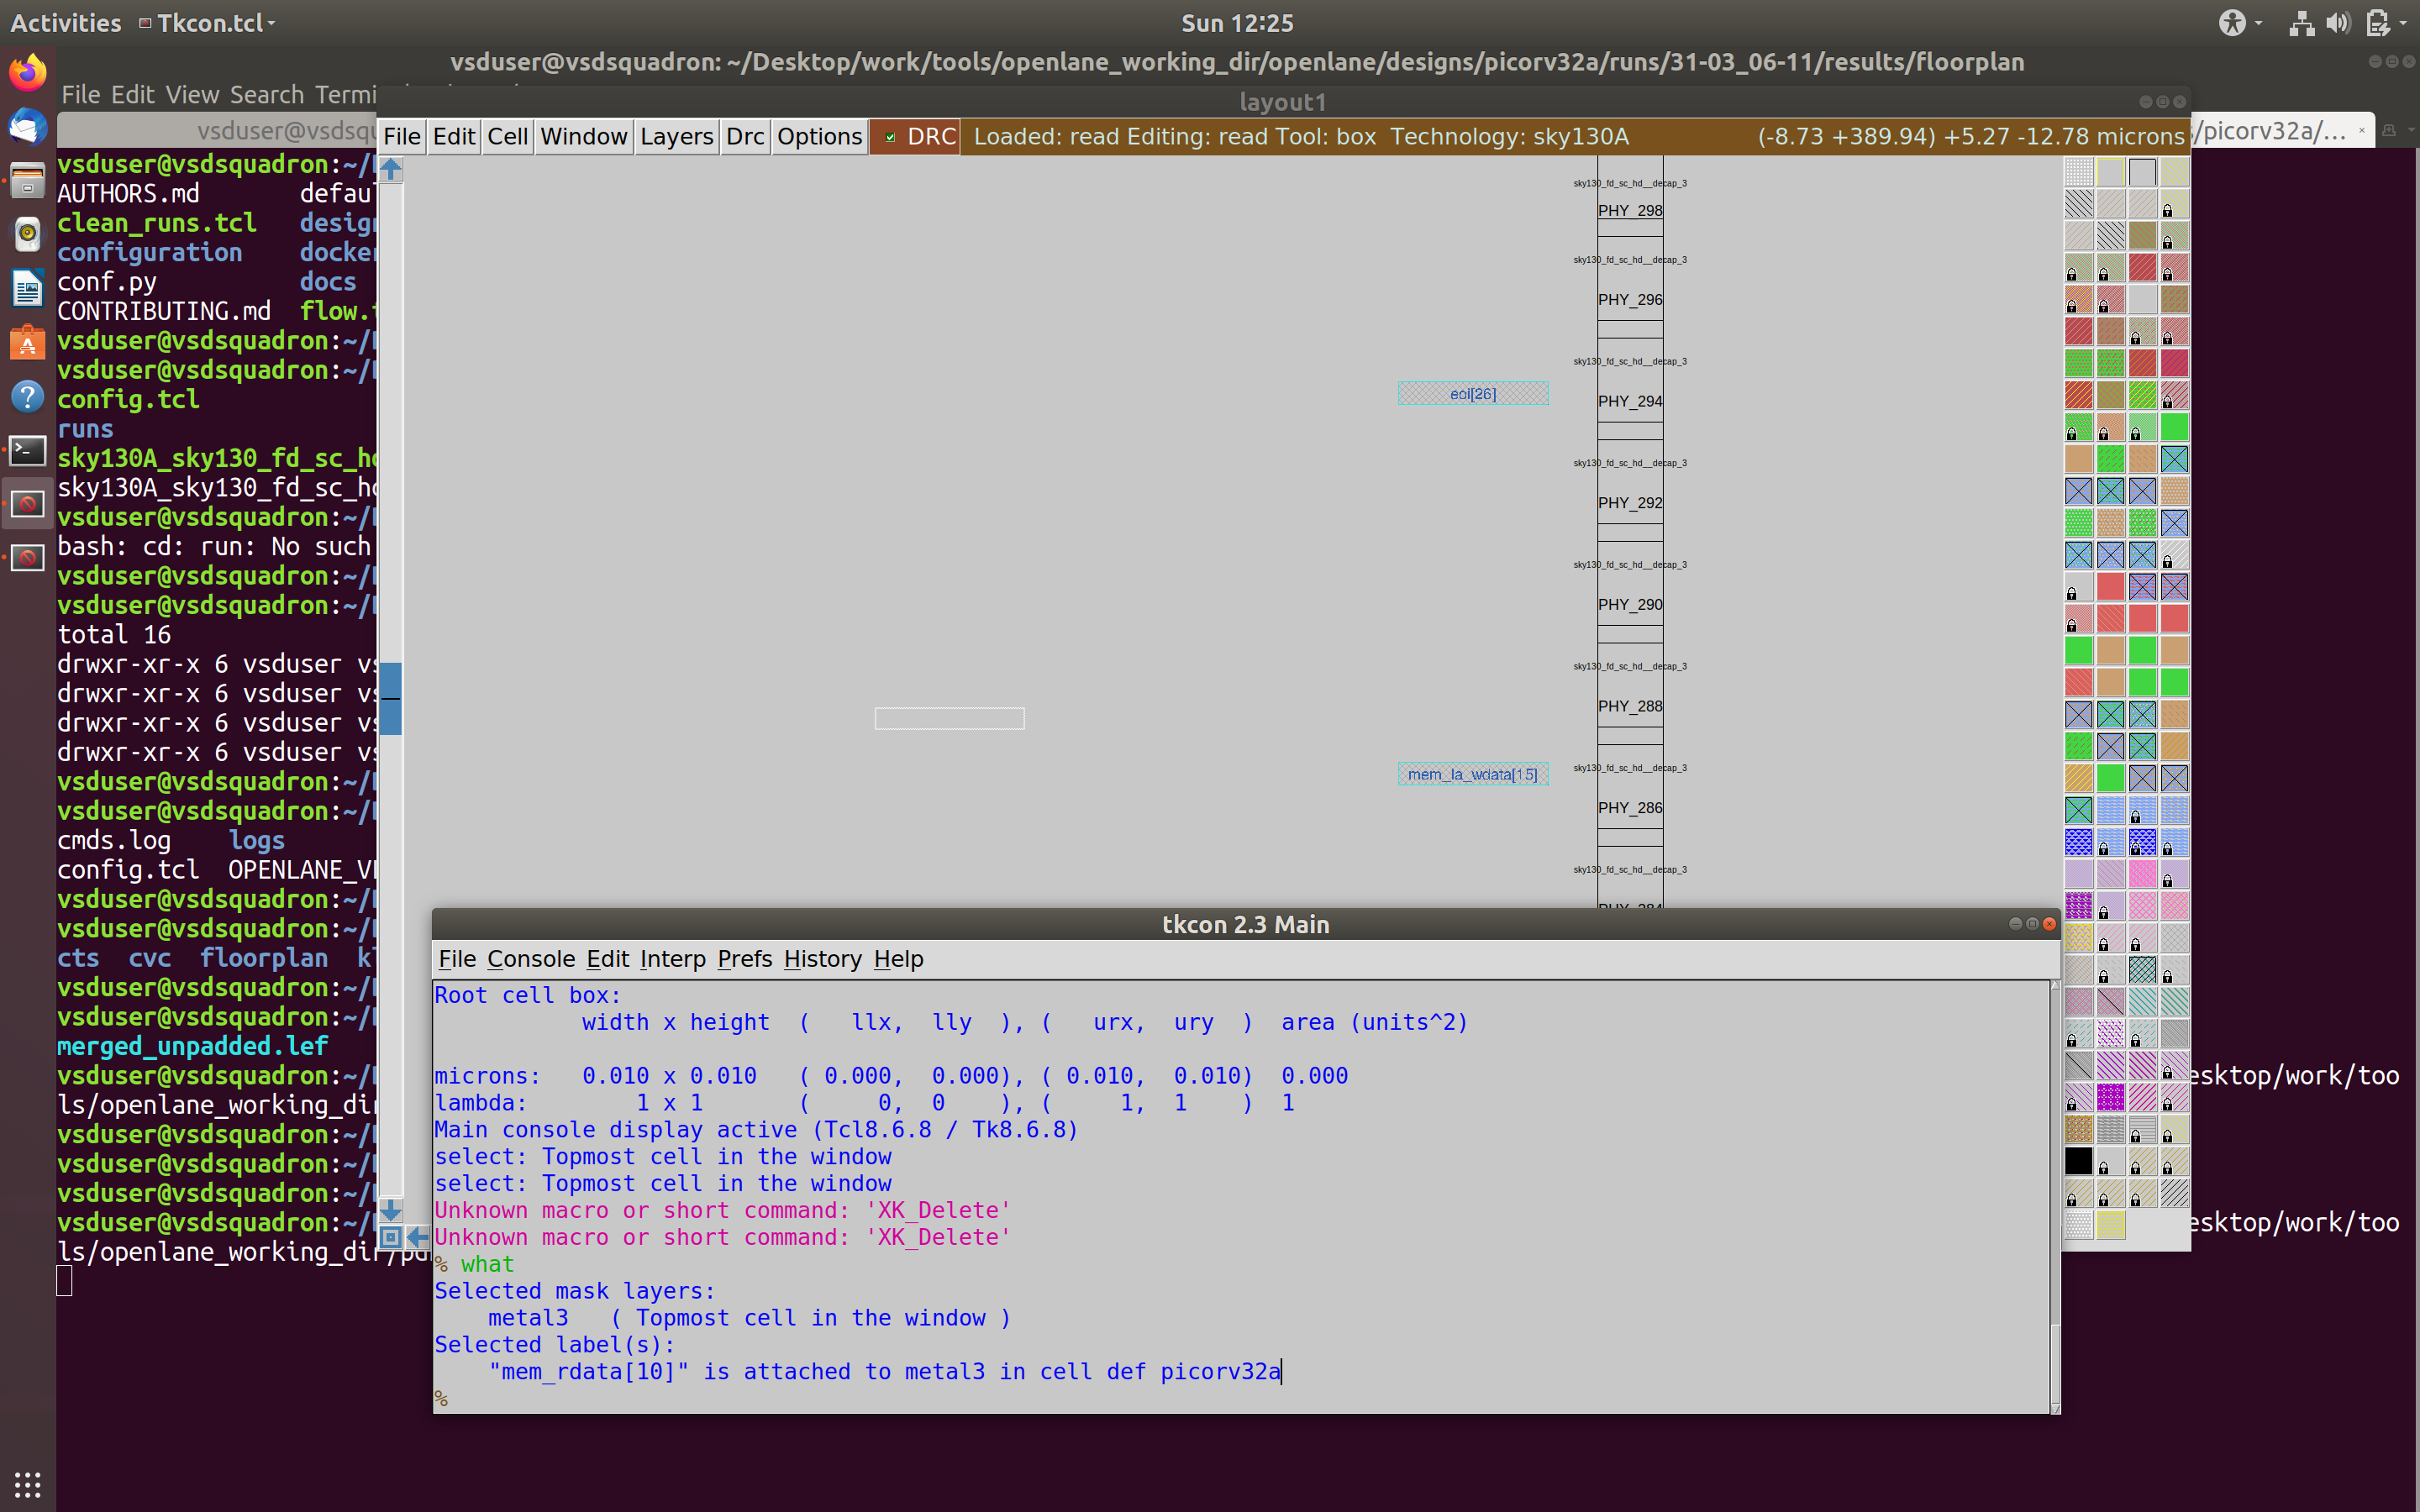 Activities Tkcon.tcl Sun 12:25
vsduser@vsdsquadron: ~/Desktop/work/tools/openlane_working_dir/openlane/designs/picorv32a/runs/31-03_06-11/results/floorplan
File Edit View Search Termi
vsduser@vsdsqu
/picorv32a/...
vsduser@vsdsquadron:~/
AUTHORS.md defaul
clean_runs.tcl design
configuration docker
conf.py docs
CONTRIBUTING.md flow.
vsduser@vsdsquadron:~/
vsduser@vsdsquadron:~/
config.tcl
runs
sky130A_sky130_fd_sc_hd
sky130A_sky130_fd_sc_hd
vsduser@vsdsquadron:~/
bash: cd: run: No such
vsduser@vsdsquadron:~/
vsduser@vsdsquadron:~/
total 16
drwxr-xr-x 6 vsduser vs
drwxr-xr-x 6 vsduser vs
drwxr-xr-x 6 vsduser vs
drwxr-xr-x 6 vsduser vs
vsduser@vsdsquadron:~/
vsduser@vsdsquadron:~/
cmds.log logs
config.tcl OPENLANE_VE
vsduser@vsdsquadron:~/
vsduser@vsdsquadron:~/
cts cvc floorplan kl
vsduser@vsdsquadron:~/
vsduser@vsdsquadron:~/
merged_unpadded.lef
vsduser@vsdsquadron:~/
esktop/work/too
ls/openlane_working_dir
vsduser@vsdsquadron:~/
vsduser@vsdsquadron:~/
vsduser@vsdsquadron:~/
vsduser@vsdsquadron:~/
esktop/work/too
ls/openlane_working_dir/pd
layout1
File Edit Cell Window Layers Drc Options DRC Loaded: read Editing: read Tool: box Technology: sky130A (-8.73 +389.94) +5.27 -12.78 microns
sky130_fd_sc_hd__decap_3
PHY_298
sky130_fd_sc_hd__decap_3
PHY_296
sky130_fd_sc_hd__decap_3
eoi[26]
PHY_294
sky130_fd_sc_hd__decap_3
PHY_292
sky130_fd_sc_hd__decap_3
PHY_290
sky130_fd_sc_hd__decap_3
PHY_288
sky130_fd_sc_hd__decap_3
mem_la_wdata[15]
PHY_286
sky130_fd_sc_hd__decap_3
PHY_284
tkcon 2.3 Main
File Console Edit Interp Prefs History Help
Root cell box:
width x height ( llx, lly ), ( urx, ury ) area (units^2)
microns: 0.010 x 0.010 ( 0.000, 0.000), ( 0.010, 0.010) 0.000
lambda: 1 x 1 ( 0, 0 ), ( 1, 1 ) 1
Main console display active (Tcl8.6.8 / Tk8.6.8)
select: Topmost cell in the window
select: Topmost cell in the window
Unknown macro or short command: 'XK_Delete'
Unknown macro or short command: 'XK_Delete'
% what
Selected mask layers:
metal3 ( Topmost cell in the window )
Selected label(s):
"mem_rdata[10]" is attached to metal3 in cell def picorv32a
%